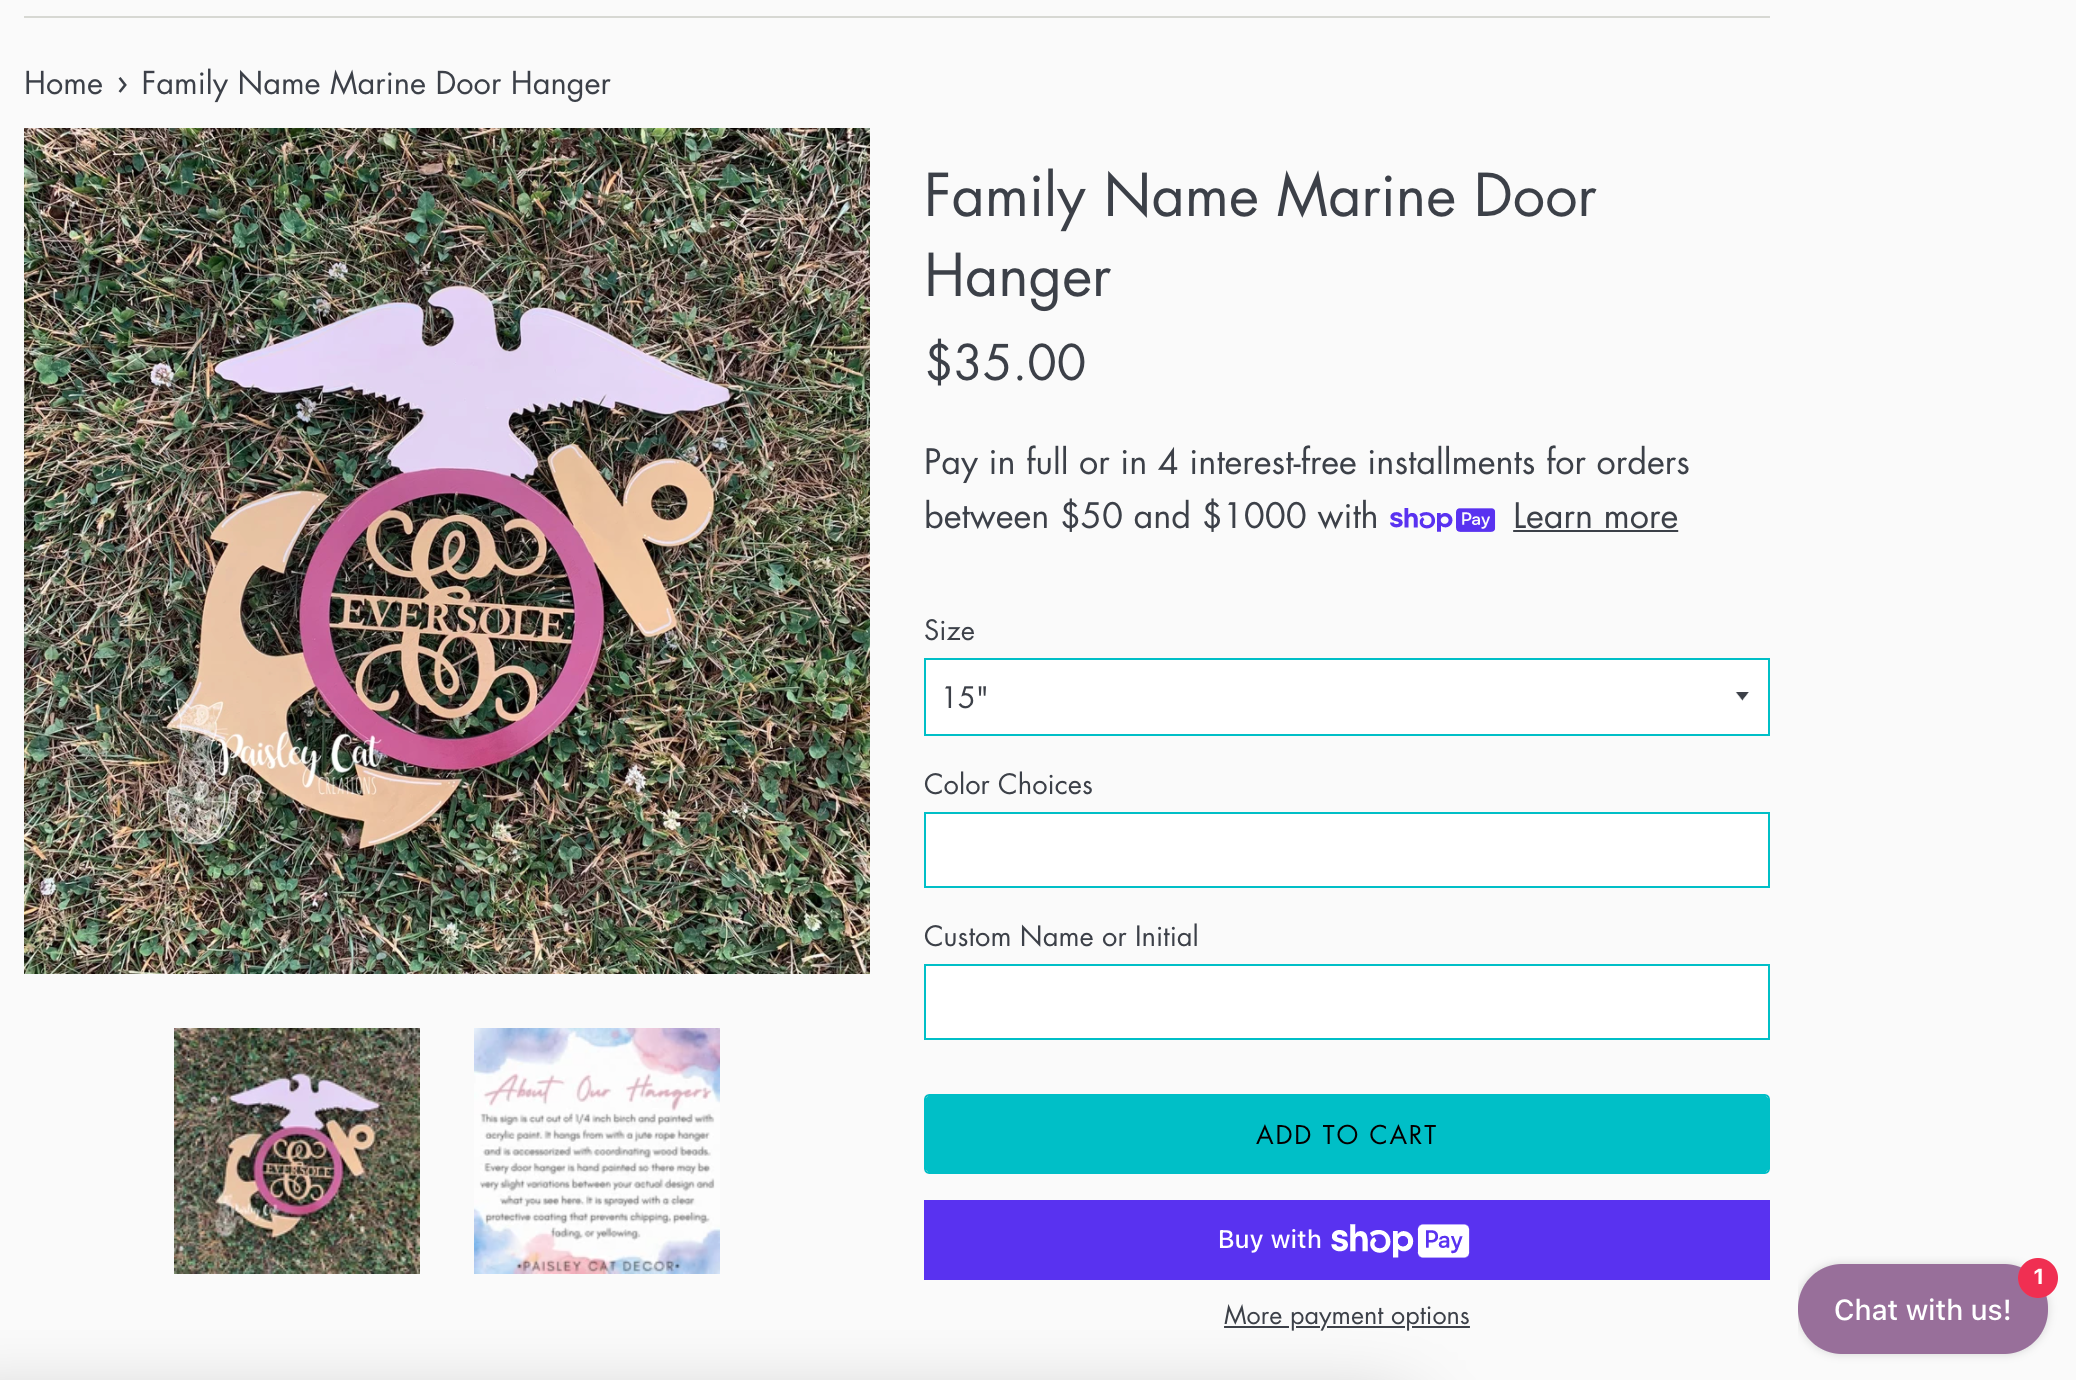 Home › Family Name Marine Door Hanger
EVERSOLE
Paisley Cat
CREATIONS
EVERSOLE
Paisley Cat
About Our Hangers
This sign is cut out of 1/4 inch birch and painted with
acrylic paint. It hangs from with a jute rope hanger
and is accessorized with coordinating wood beads.
Every door hanger is hand painted so there may be
very slight variations between your actual design and
what you see here. It is sprayed with a clear
protective coating that prevents chipping, peeling,
fading, or yellowing.
•PAISLEY CAT DECOR•
Family Name Marine Door
Hanger
$35.00
Pay in full or in 4 interest-free installments for orders
between $50 and $1000 with shop Pay Learn more
Size
15"
Color Choices
Custom Name or Initial
ADD TO CART
Buy with shop Pay
More payment options
1
Chat with us!